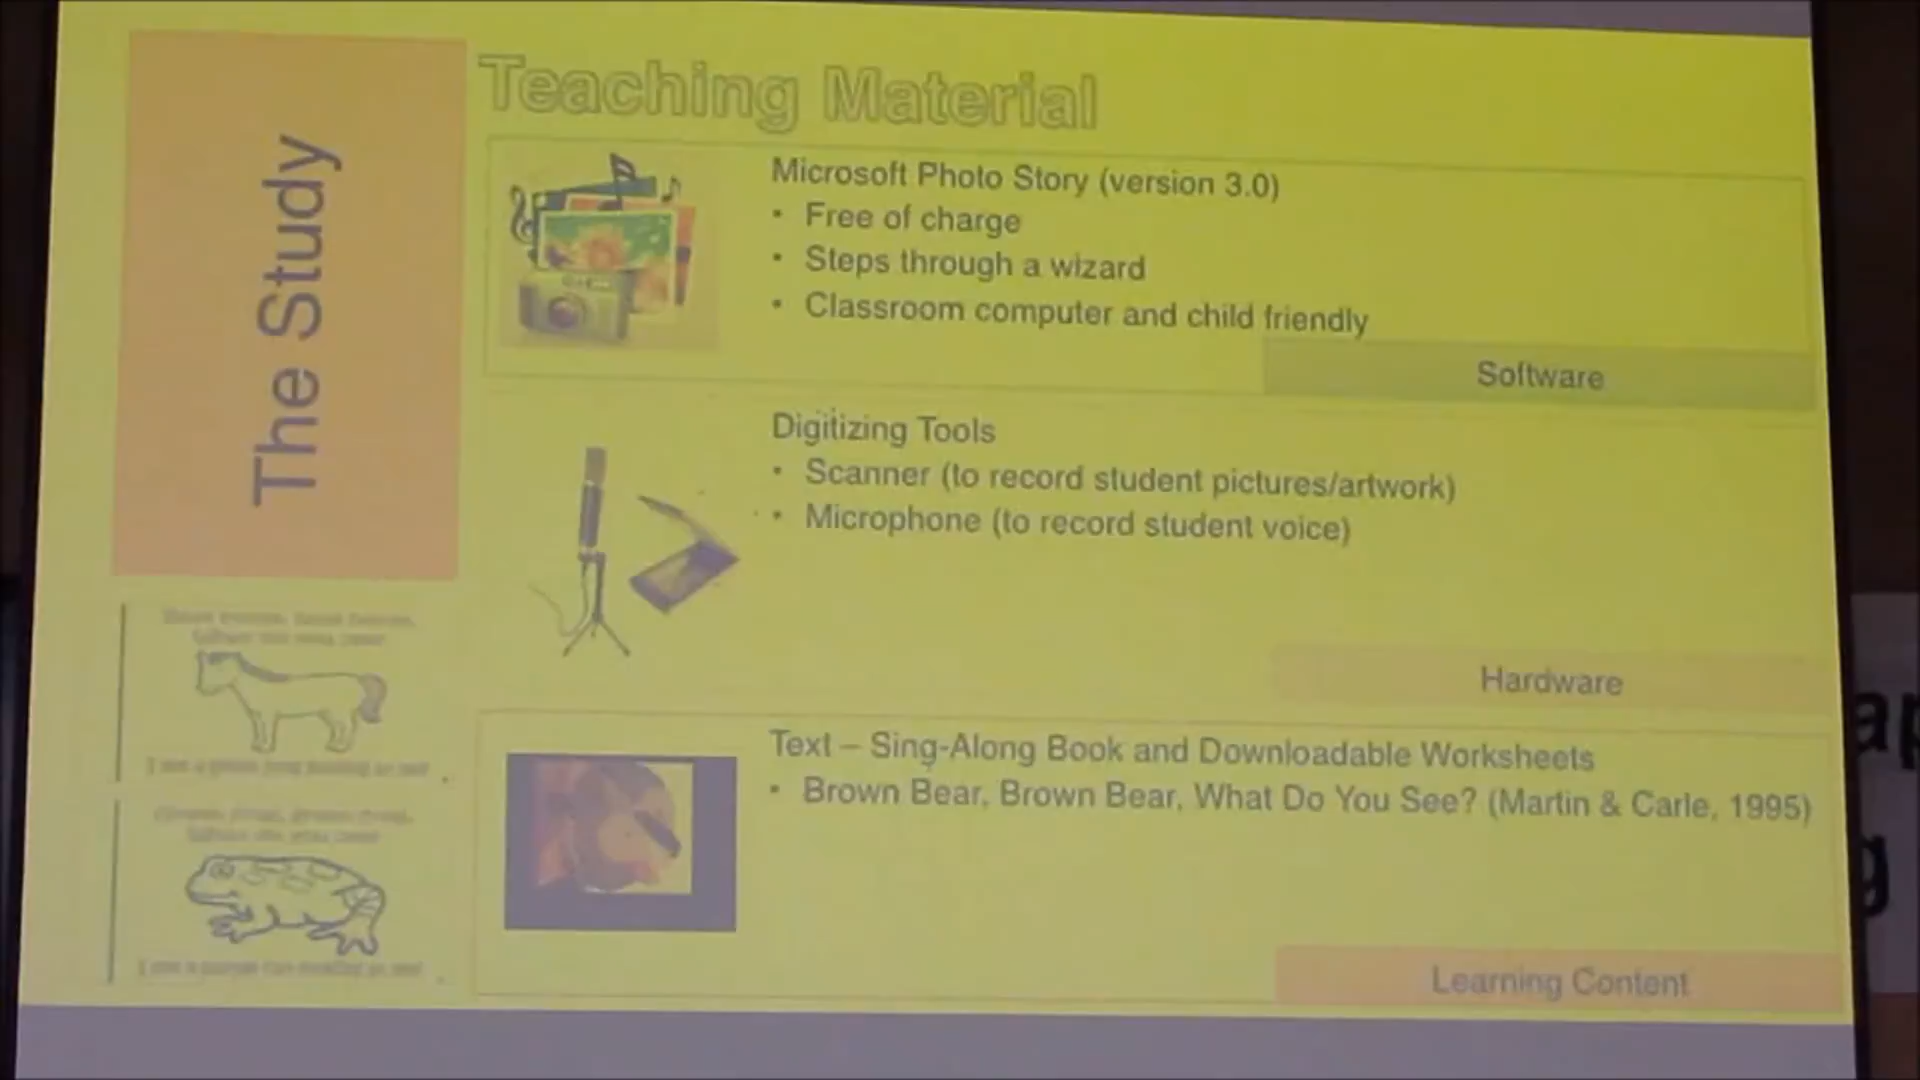 The Study
Teaching Material
Microsoft Photo Story (version 3.0)
• Free of charge
• Steps through a wizard
• Classroom computer and child friendly
Software
Digitizing Tools
• Scanner (to record student pictures/artwork)
• Microphone (to record student voice)
Hardware
Text – Sing-Along Book and Downloadable Worksheets
• Brown Bear, Brown Bear, What Do You See? (Martin & Carle, 1995)
Learning Content
ap
g